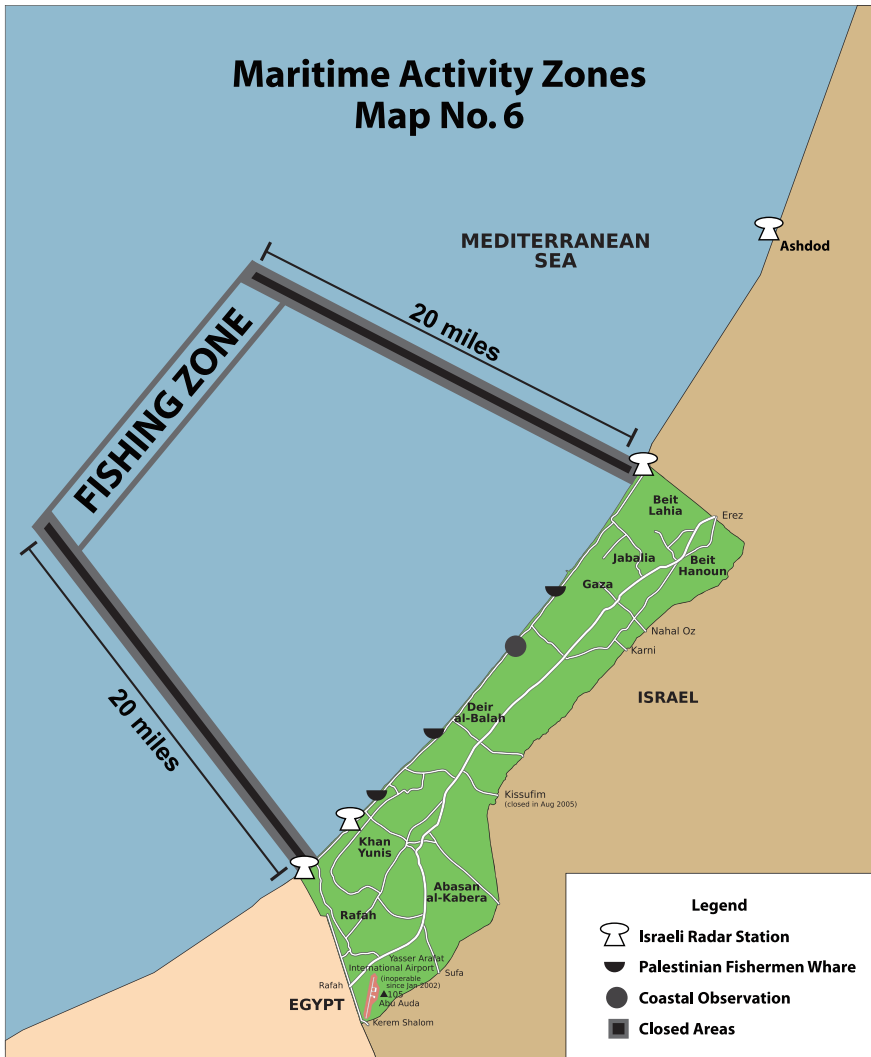 Maritime Activity Zones
Map No. 6
MEDITERRANEAN
SEA
Ashdod
20 miles
FISHING ZONE
Beit
Lahia
Erez
Jabalia
Beit
Hanoun
Gaza
Nahal Oz
Karni
ISRAEL
Deir
al-Balah
20 miles
Kissufim
(closed in Aug 2005)
Khan
Yunis
Abasan
al-Kabera
Rafah
Yasser Arafat
International Airport
(inoperable
since Jan 2002)
Sufa
Rafah
105
Abu Auda
EGYPT
Kerem Shalom
Legend
Israeli Radar Station
Palestinian Fishermen Whare
Coastal Observation
Closed Areas